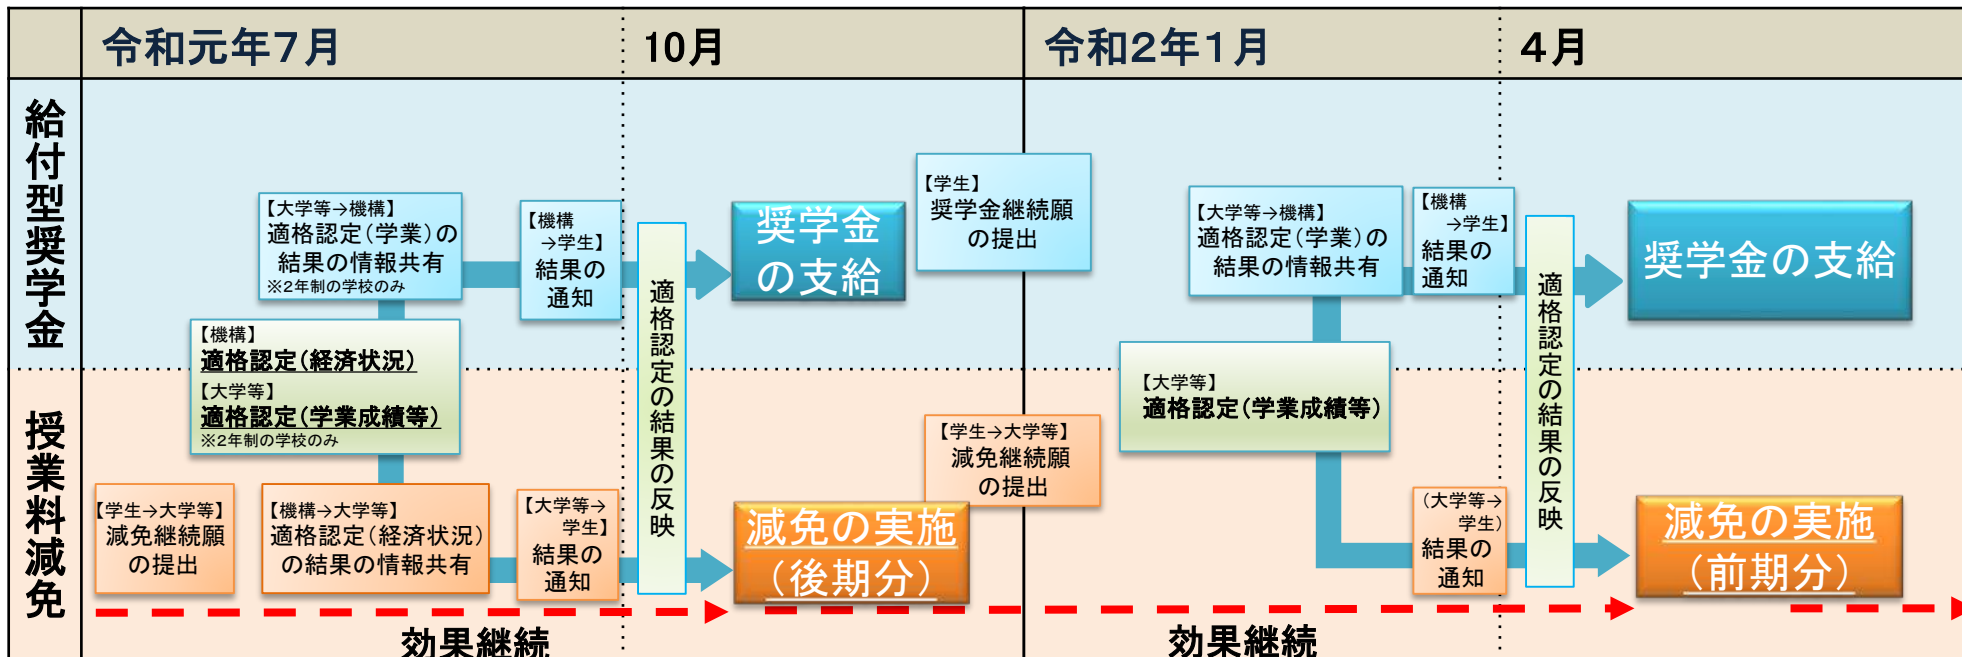 令和元年7月
10月
令和2年1月
4月
給付型奨学金
【大学等→機構】
適格認定(学業)の
結果の情報共有
※2年制の学校のみ
【機構
→学生】
結果の
通知
奨学金
の支給
【学生】
奨学金継続願
の提出
【大学等→機構】
適格認定(学業)の
結果の情報共有
【機構
→学生】
結果の
通知
奨学金の支給
適格認定の結果の反映
適格認定の結果の反映
【機構】
適格認定(経済状況)
【大学等】
適格認定(学業成績等)
※2年制の学校のみ
【大学等】
適格認定(学業成績等)
授業料減免
【学生→大学等】
減免継続願
の提出
【機構→大学等】
適格認定(経済状況)
の結果の情報共有
【大学等→
学生】
結果の
通知
減免の実施
(後期分)
【学生→大学等】
減免継続願
の提出
(大学等→
学生)
結果の
通知
減免の実施
(前期分)
効果継続
効果継続